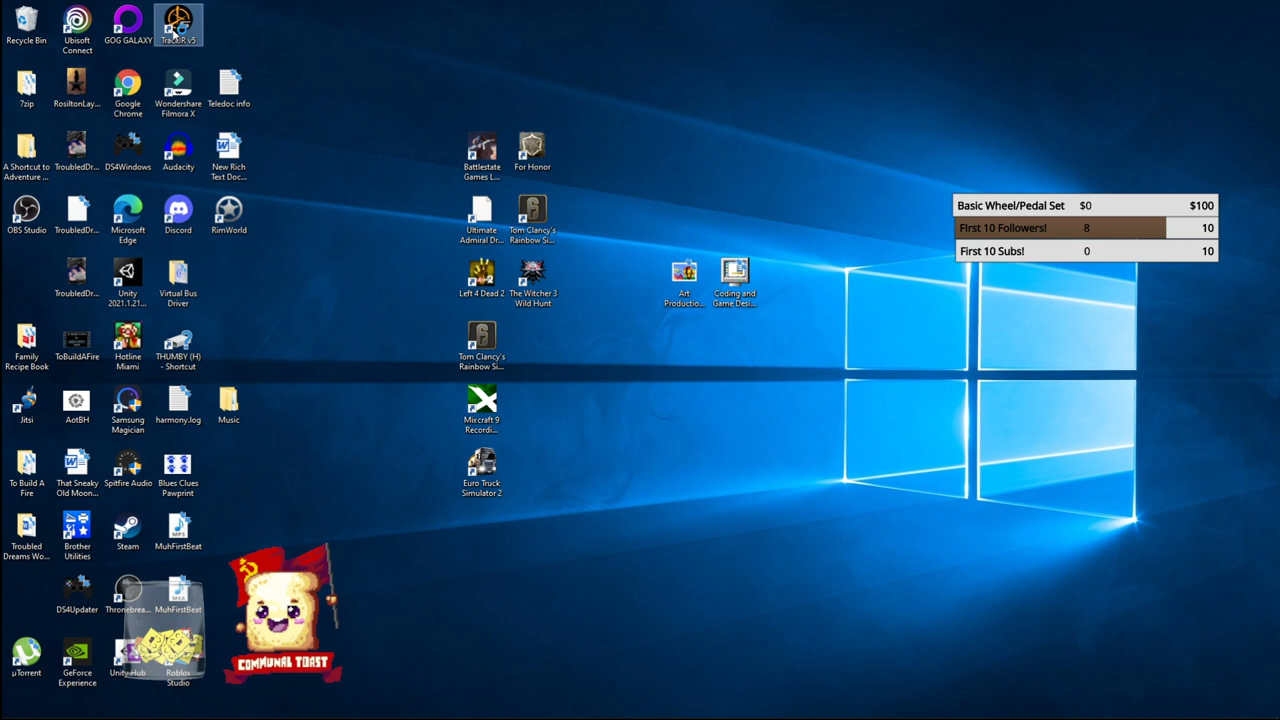 Recycle Bin
Ubisoft
Connect
GOG GALAXY
TrackIR v5
7zip
RosiltonLay...
Google
Chrome
Wondershare
Filmora X
Teledoc info
A Shortcut to
Adventure ...
TroubledDr...
DS4Windows
Audacity
New Rich
Text Doc...
Battlestate
Games L...
For Honor
OBS Studio
TroubledDr...
Microsoft
Edge
Discord
RimWorld
Ultimate
Admiral Dr...
Tom Clancy's
Rainbow Si...
Basic Wheel/Pedal Set $0 $100
FIrst 10 Followers! 8 10
First 10 Subs! 0 10
TroubledDr...
Unity
2021.1.21...
Virtual Bus
Driver
Left 4 Dead 2
The Witcher 3
Wild Hunt
Art
Productio...
Coding and
Game Desi...
Family
Recipe Book
ToBuildAFire
Hotline
Miami
THUMBY (H)
- Shortcut
Tom Clancy's
Rainbow Si...
Jitsi
AotBH
Samsung
Magician
harmony.log
Music
Mixcraft 9
Recordi...
To Build A
Fire
That Sneaky
Old Moon...
Spitfire Audio
Blues Clues
Pawprint
Euro Truck
Simulator 2
Troubled
Dreams Wo...
Brother
Utilities
Steam
MuhFirstBeat
DS4Updater
Thronebrea...
MuhFirstBeat
µTorrent
GeForce
Experience
Unity Hub
Roblox
Studio
COMMUNAL TOAST